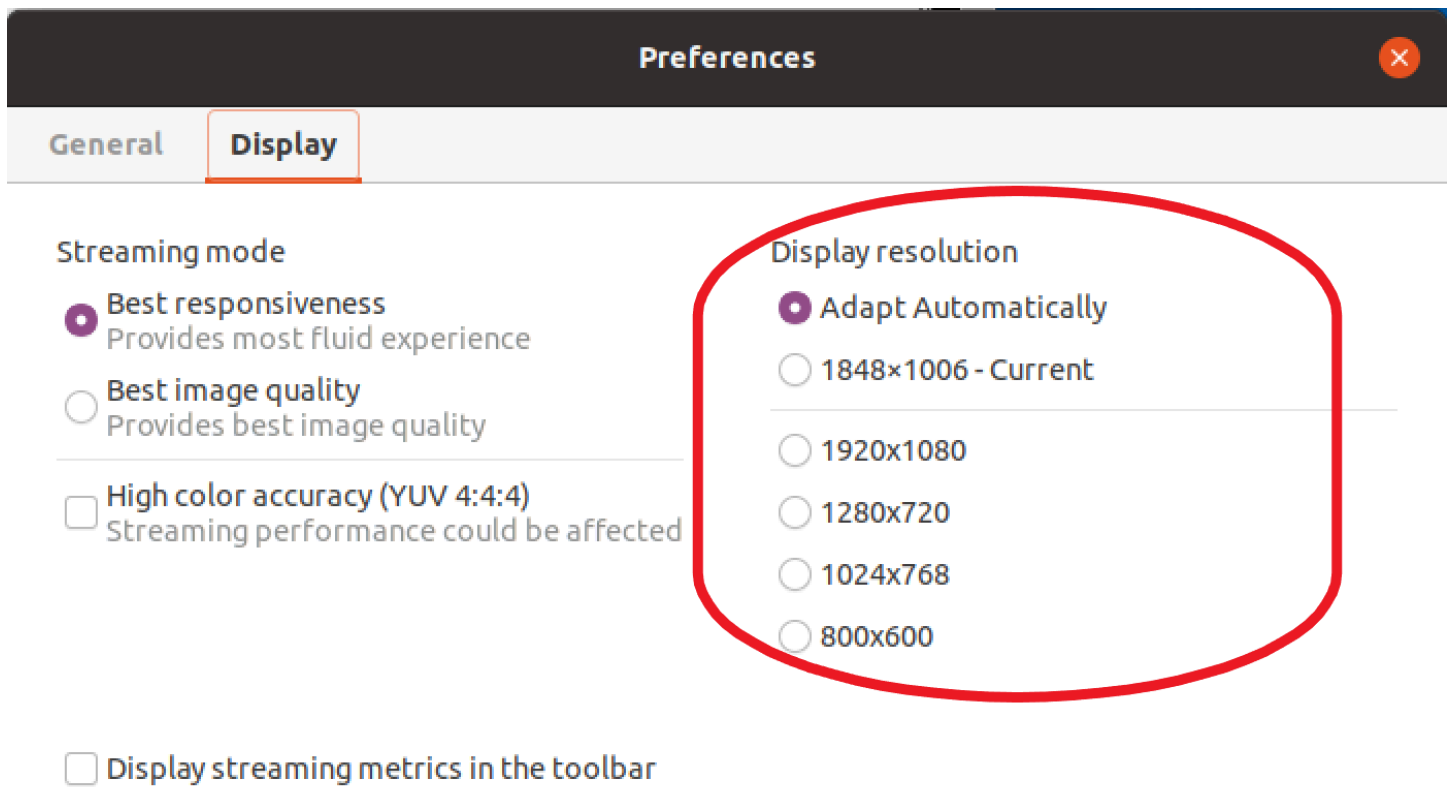 Preferences
General
Display
Streaming mode
Best responsiveness
Provides most fluid experience
Best image quality
Provides best image quality
High color accuracy (YUV 4:4:4)
Streaming performance could be affected
Display resolution
Adapt Automatically
1848×1006 - Current
1920x1080
1280x720
1024x768
800x600
Display streaming metrics in the toolbar